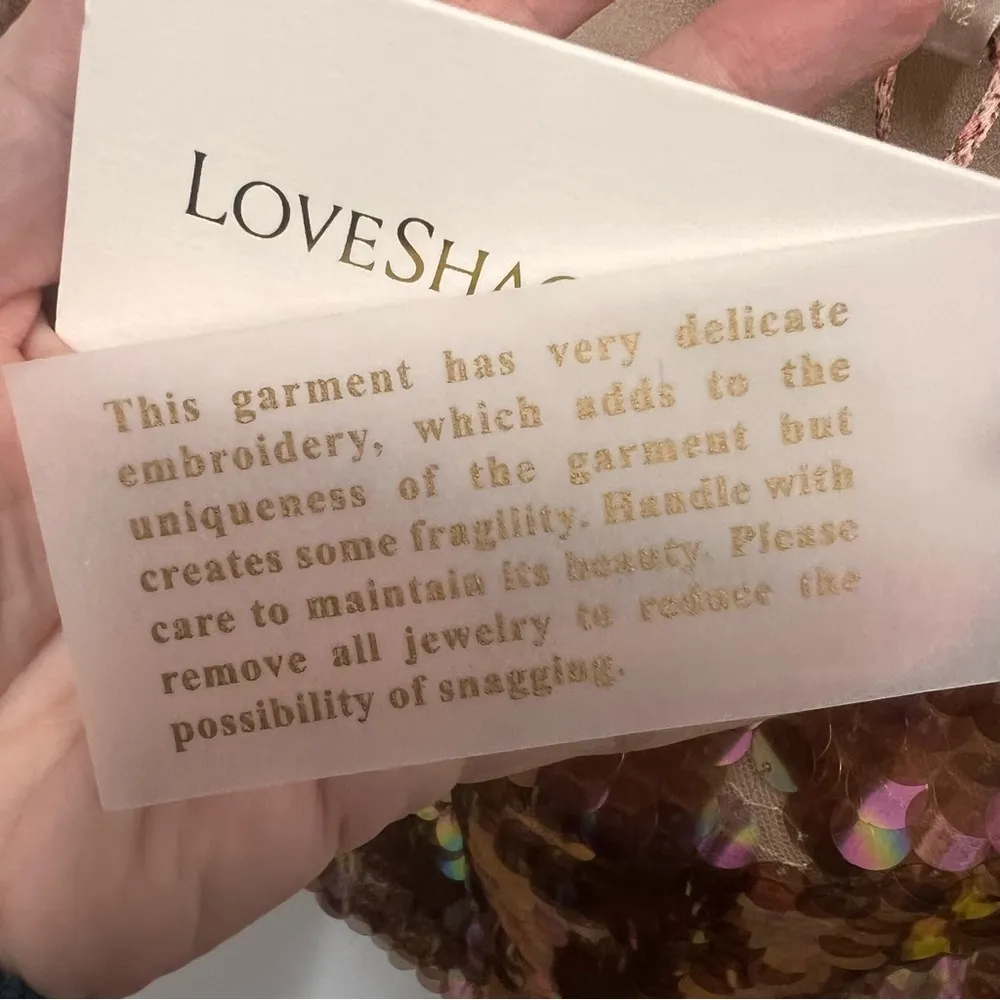 LOVESHA
This garment has very delicate
embroidery, which adds to the
uniqueness of the garment but
creates some fragility. Handle with
care to maintain its beauty. Please
remove all jewelry to reduce the
possibility of snagging.